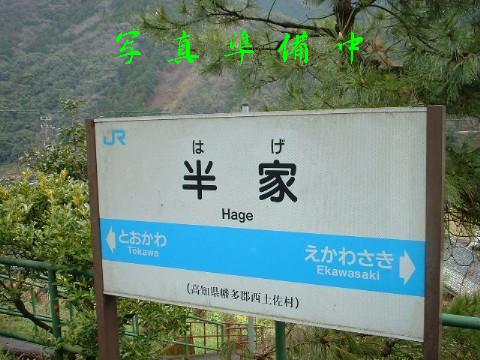 写真準備中
JR
はげ
半家
Hage
とおかわ
Tōkawa
えかわさき
Ekawasaki
(高知県幡多郡西土佐村)